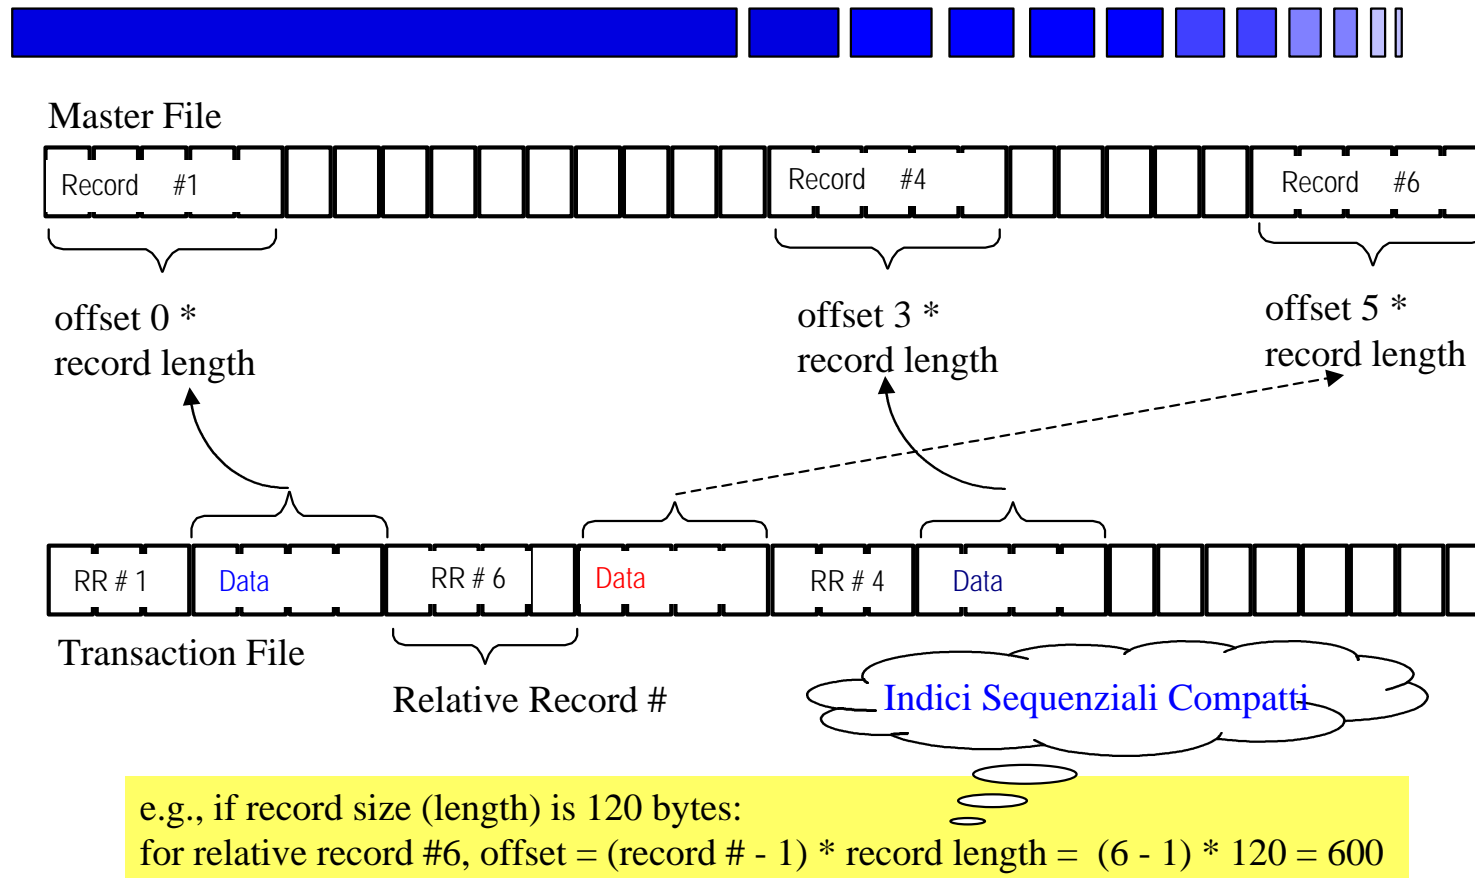 Master File
Record #1
Record #4
Record #6
offset 0 *
record length
offset 3 *
record length
offset 5 *
record length
RR # 1
Data
RR # 6
Data
RR # 4
Data
Transaction File
Relative Record #
Indici Sequenziali Compatti
e.g., if record size (length) is 120 bytes:
for relative record #6, offset = (record # - 1) * record length = (6 - 1) * 120 = 600